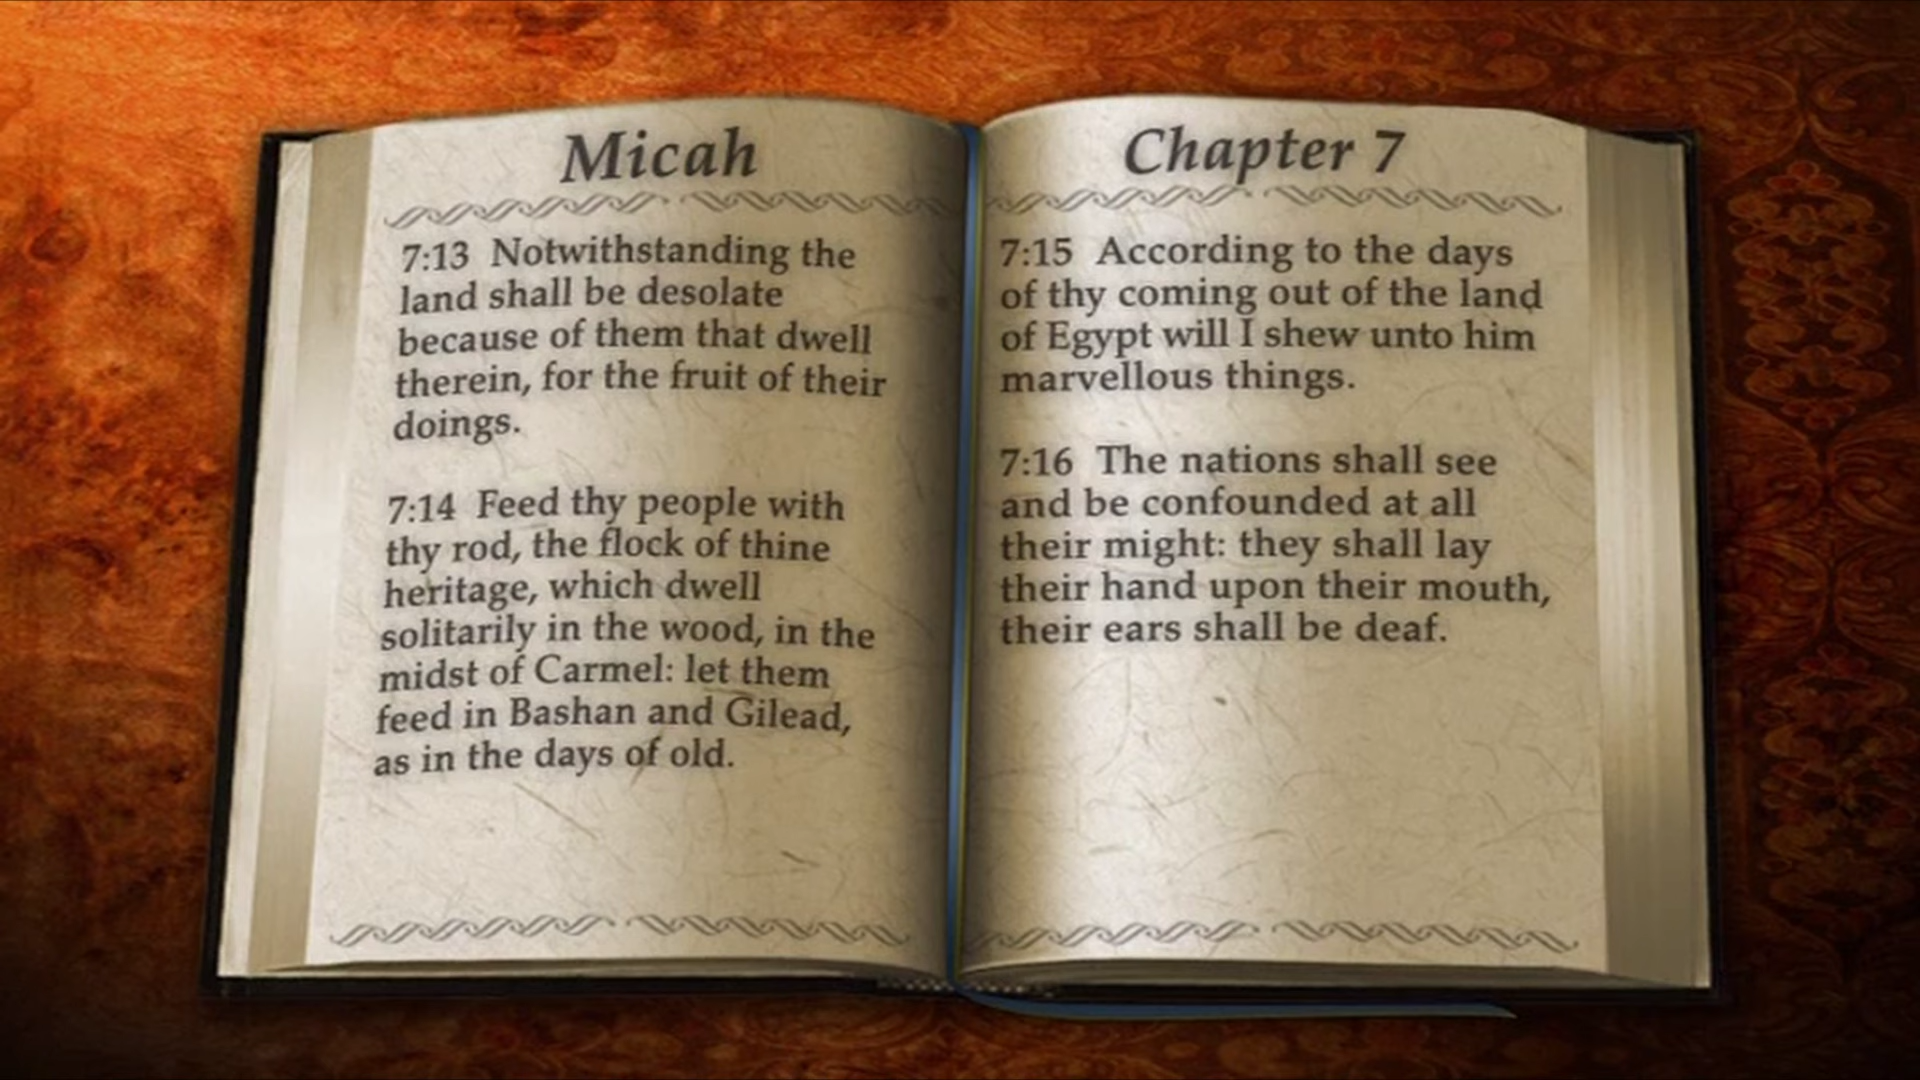 Micah
7:13 Notwithstanding the
land shall be desolate
because of them that dwell
therein, for the fruit of their
doings.
7:14 Feed thy people with
thy rod, the flock of thine
heritage, which dwell
solitarily in the wood, in the
midst of Carmel: let them
feed in Bashan and Gilead,
as in the days of old.
Chapter 7
7:15 According to the days
of thy coming out of the land
of Egypt will I shew unto him
marvellous things.
7:16 The nations shall see
and be confounded at all
their might: they shall lay
their hand upon their mouth,
their ears shall be deaf.